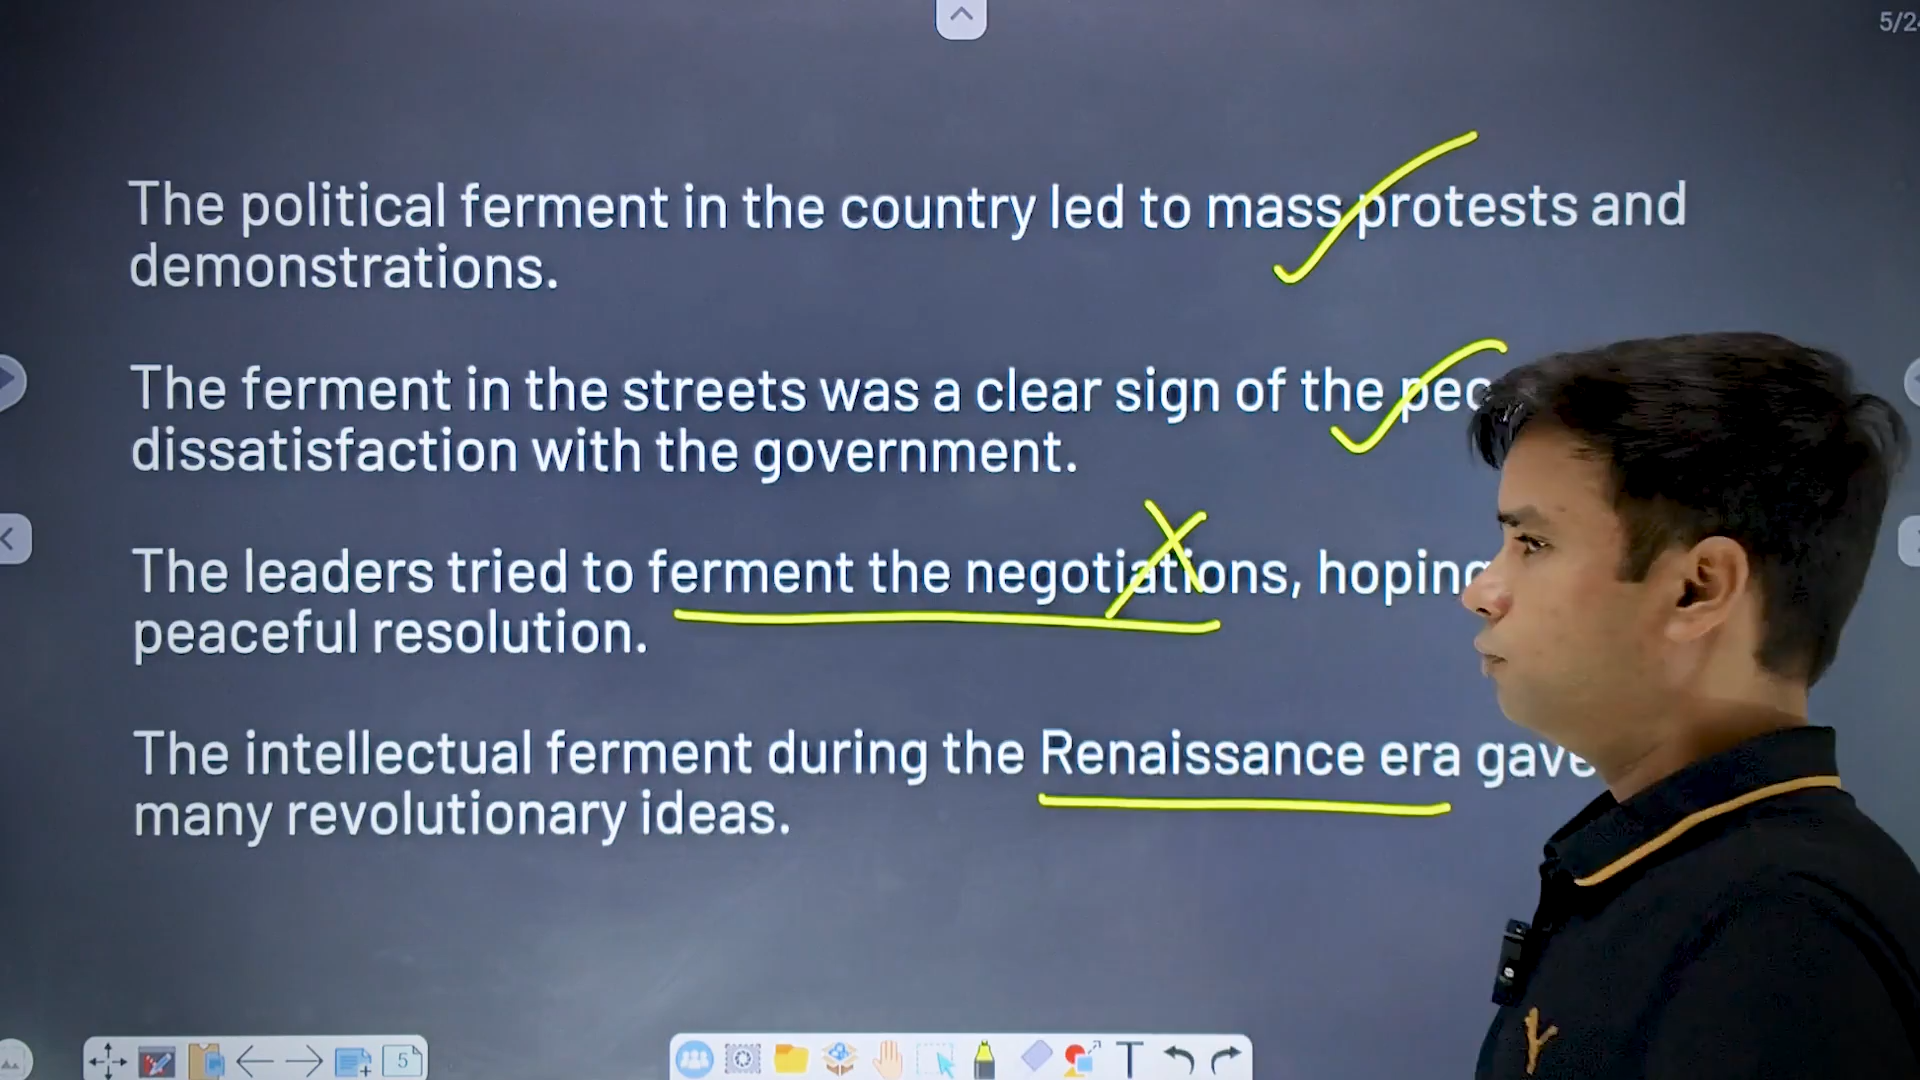 5/2
The political ferment in the country led to mass protests and
demonstrations.
The ferment in the streets was a clear sign of the
dissatisfaction with the government.
The leaders tried to ferment the negotiations,
peaceful resolution.
The intellectual ferment during the Renaissance era gave
many revolutionary ideas.
5
T